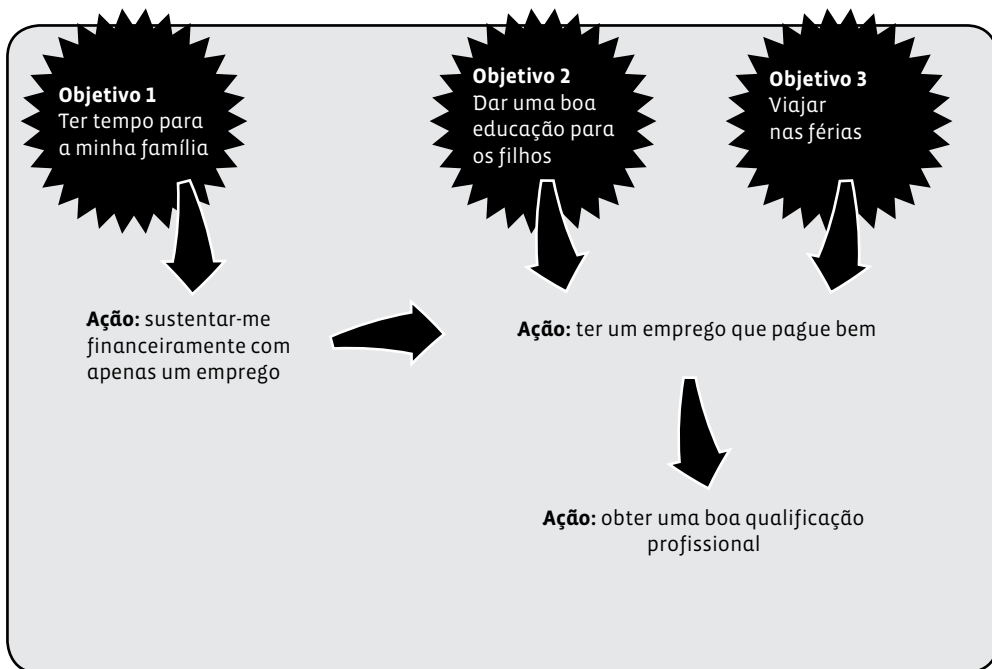 Objetivo 1
Ter tempo para
a minha família
Objetivo 2
Dar uma boa
educação para
os filhos
Objetivo 3
Viajar
nas férias
Ação: sustentar-me
financeiramente com
apenas um emprego
Ação: ter um emprego que pague bem
Ação: obter uma boa qualificação
profissional